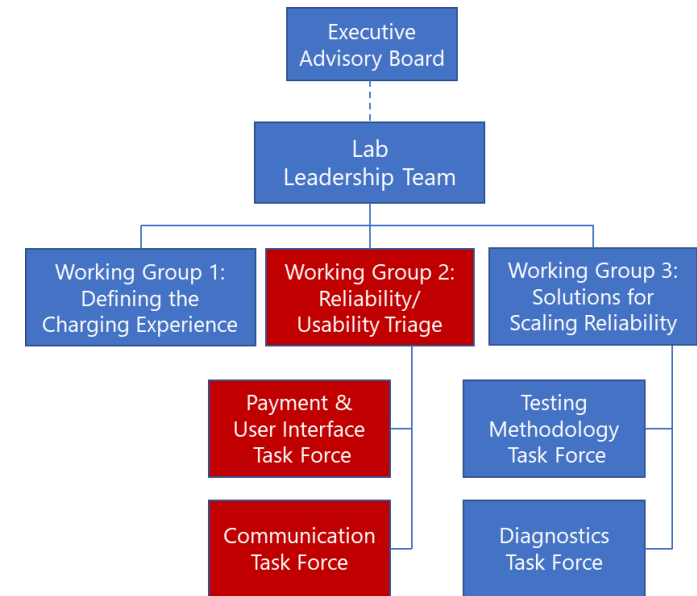 Executive
Advisory Board
Lab
Leadership Team
Working Group 1:
Defining the
Charging Experience
Working Group 2:
Reliability/
Usability Triage
Working Group 3:
Solutions for
Scaling Reliability
Payment &
User Interface
Task Force
Testing
Methodology
Task Force
Communication
Task Force
Diagnostics
Task Force